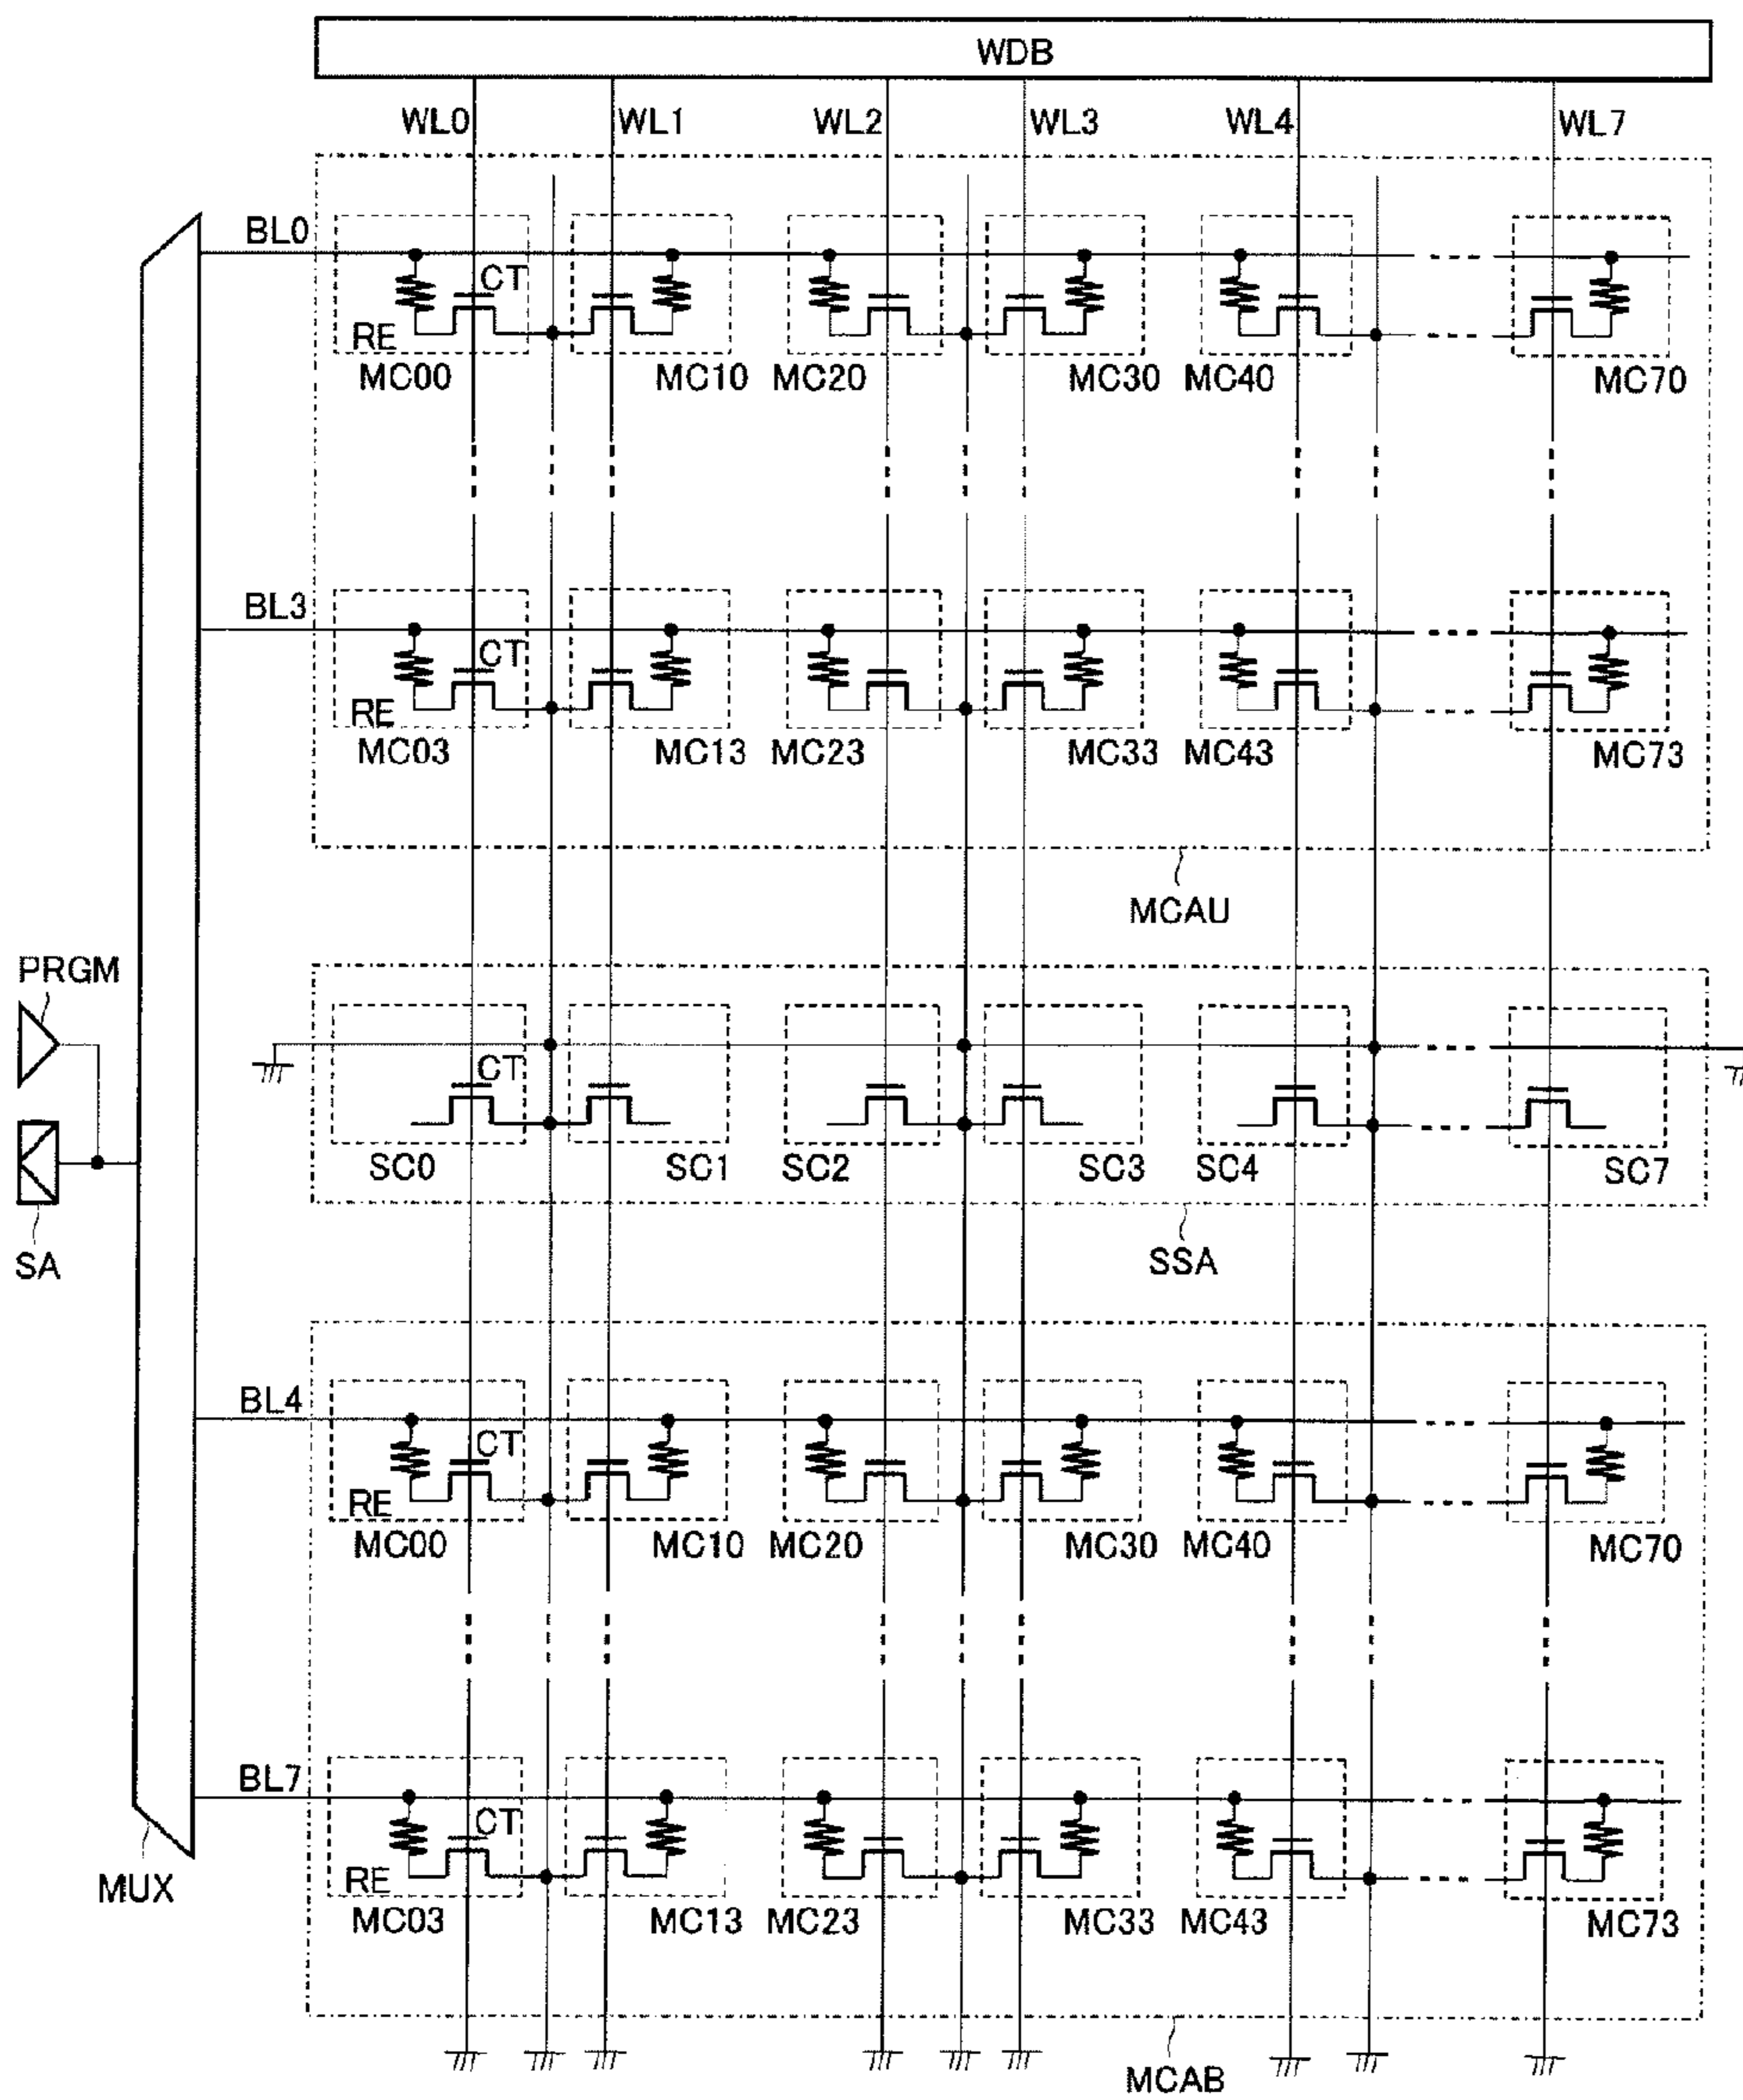 WDB
WL0 WL1 WL2 WL3 WL4 WL7
BL0
CT
RE
MC00 MC10 MC20 MC30 MC40 MC70
BL3
CT
RE
MC03 MC13 MC23 MC33 MC43 MC73
MCAU
PRGM
CT
SC0 SC1 SC2 SC3 SC4 SC7
SA
SSA
BL4
CT
RE
MC00 MC10 MC20 MC30 MC40 MC70
BL7
CT
RE
MUX
MC03 MC13 MC23 MC33 MC43 MC73
MCAB